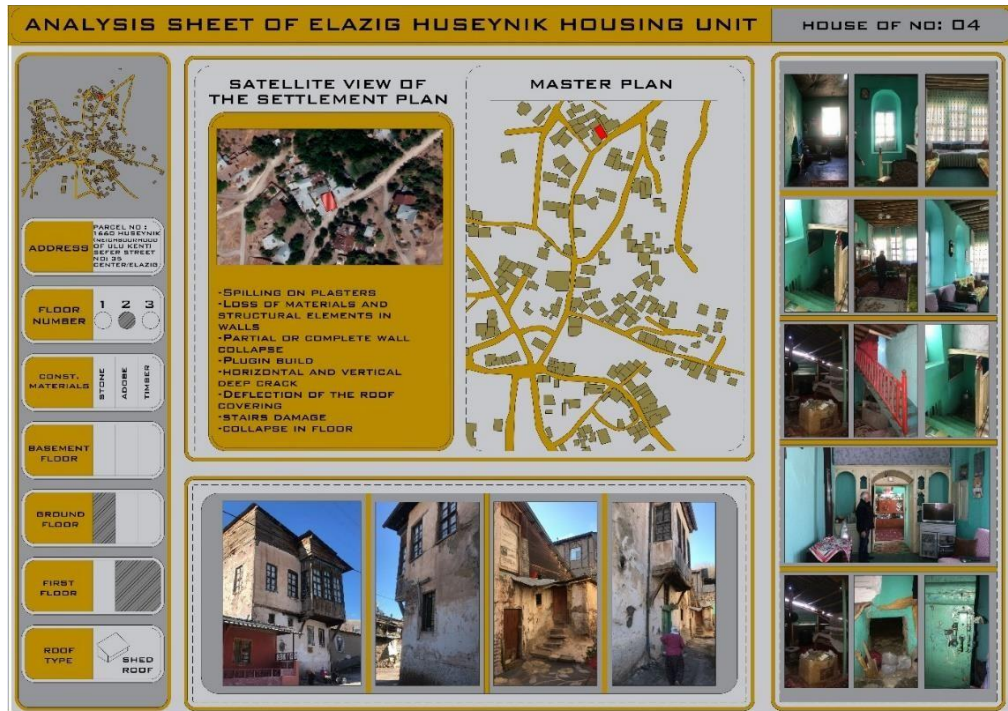 ANALYSIS SHEET OF ELAZIG HUSEYNIK HOUSING UNIT
HOUSE OF NO: 04
ADDRESS
PARCEL NO :
1660 HUSEYNIK
NEIGHBOURHOOD
OF ULU KENTI
SEFER STREET
NO: 35
CENTER/ELAZIG
FLOOR
NUMBER
1 2 3
CONST.
MATERIALS
STONE
ADOBE
TIMBER
BASEMENT
FLOOR
GROUND
FLOOR
FIRST
FLOOR
ROOF
TYPE
SHED
ROOF
SATELLITE VIEW OF
THE SETTLEMENT PLAN
-SPILLING ON PLASTERS
-LOSS OF MATERIALS AND
STRUCTURAL ELEMENTS IN
WALLS
-PARTIAL OR COMPLETE WALL
COLLAPSE
-PLUGIN BUILD
-HORIZONTAL AND VERTICAL
DEEP CRACK
-DEFLECTION OF THE ROOF
COVERING
-STAIRS DAMAGE
-COLLAPSE IN FLOOR
MASTER PLAN